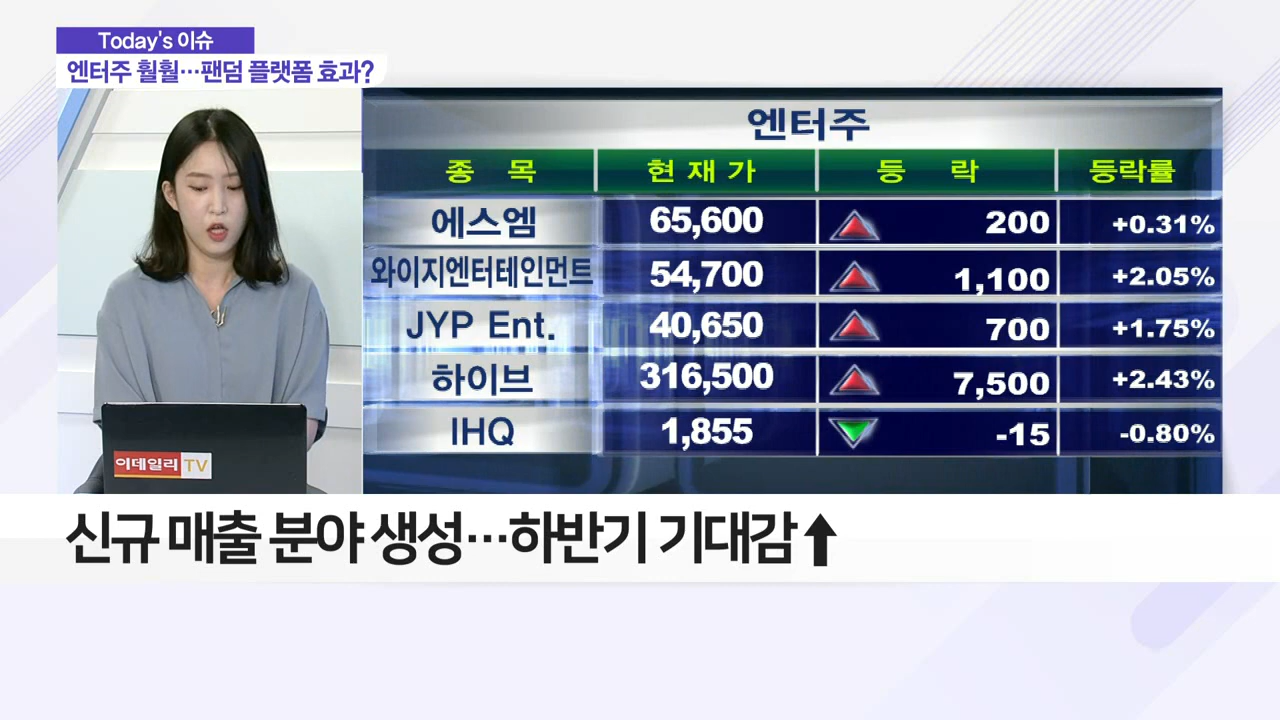 Today's 이슈
엔터주 훨훨…팬덤 플랫폼 효과?
엔터주
종 목 현 재 가 등 락 등락률
에스엠 65,600 200 +0.31%
와이지엔터테인먼트 54,700 1,100 +2.05%
JYP Ent. 40,650 700 +1.75%
하이브 316,500 7,500 +2.43%
IHQ 1,855 -15 -0.80%
이데일리 TV
신규 매출 분야 생성…하반기 기대감↑